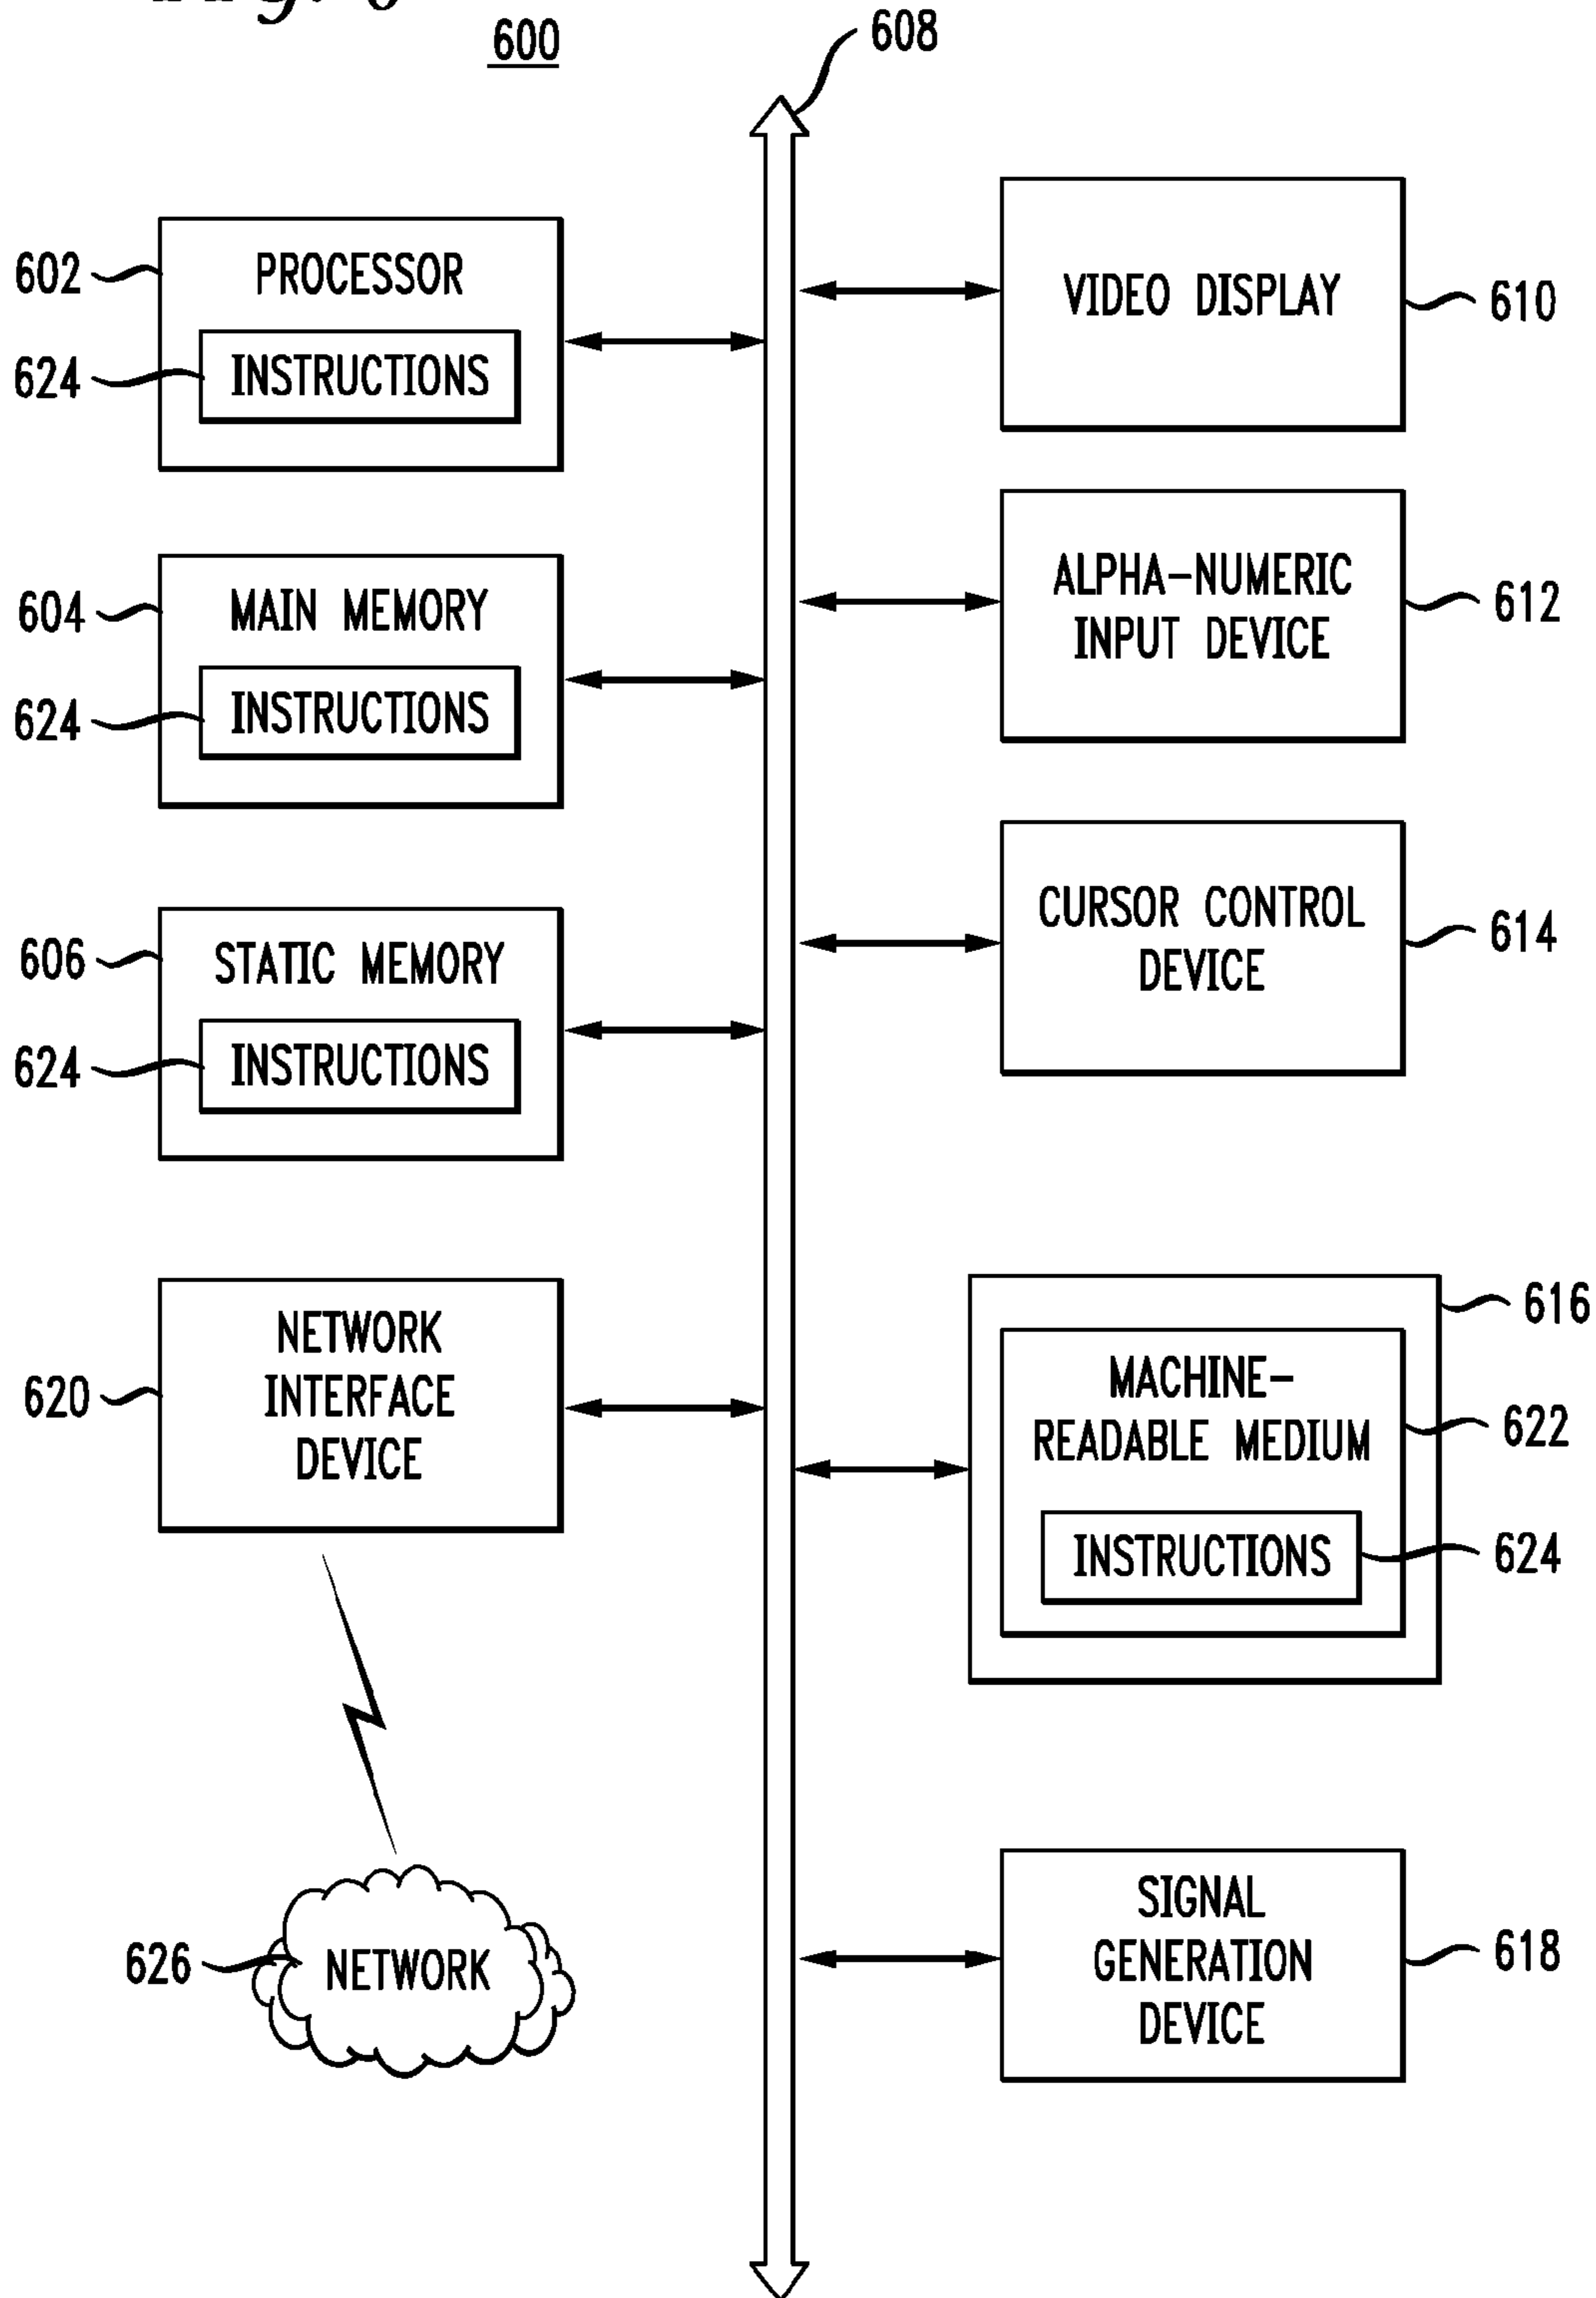 600
608
602
PROCESSOR
624
INSTRUCTIONS
VIDEO DISPLAY
610
604
MAIN MEMORY
624
INSTRUCTIONS
ALPHA-NUMERIC
INPUT DEVICE
612
606
STATIC MEMORY
624
INSTRUCTIONS
CURSOR CONTROL
DEVICE
614
620
NETWORK
INTERFACE
DEVICE
616
MACHINE-
READABLE MEDIUM
622
INSTRUCTIONS
624
626
NETWORK
SIGNAL
GENERATION
DEVICE
618